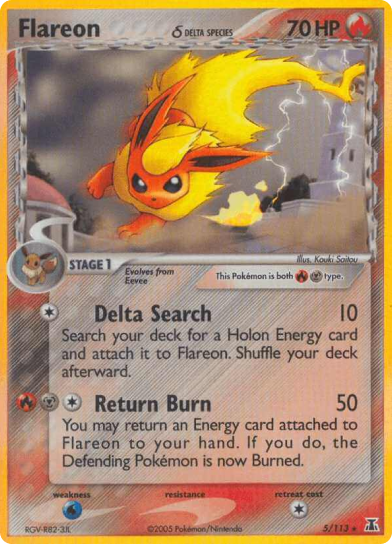 Flareon δ DELTA SPECIES 70 HP
Illus. Kouki Saitou
STAGE 1
Evolves from
Eevee
This Pokémon is both type.
Delta Search 10
Search your deck for a Holon Energy card
and attach it to Flareon. Shuffle your deck
afterward.
Return Burn 50
You may return an Energy card attached to
Flareon to your hand. If you do, the
Defending Pokémon is now Burned.
weakness resistance retreat cost
RGV-R82-3JL ©2005 Pokémon/Nintendo 5/113 ★